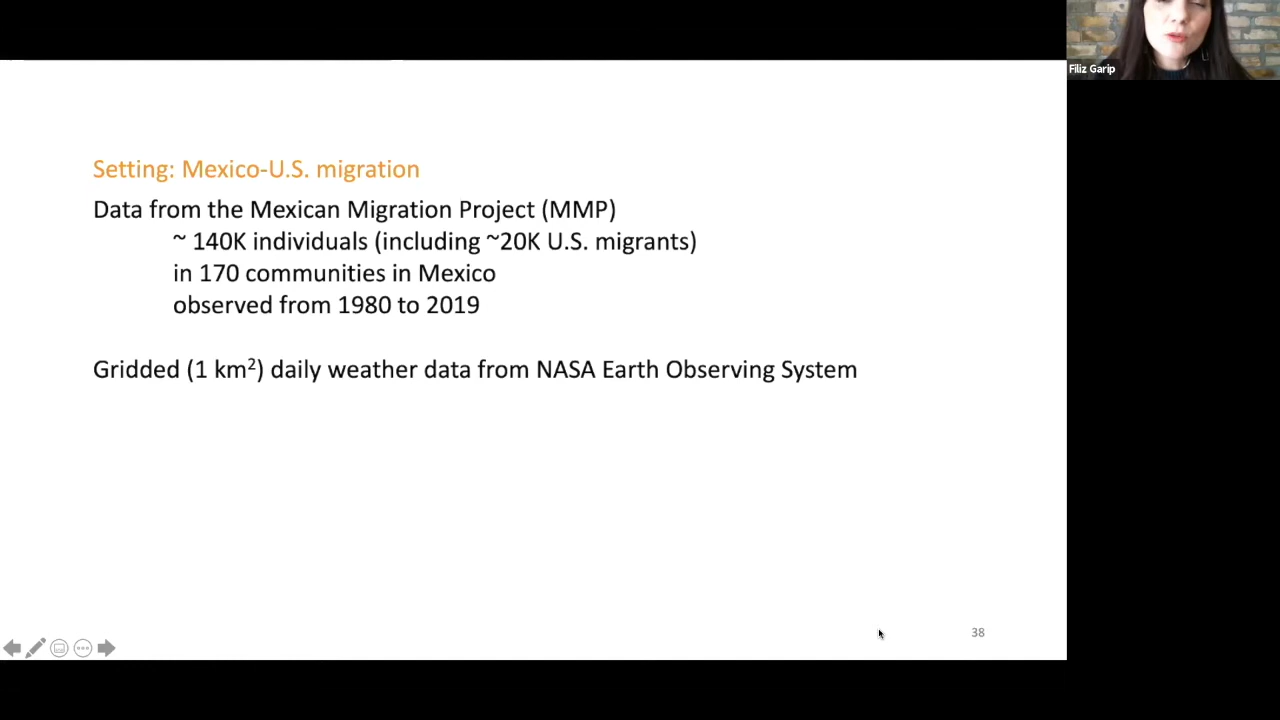 Filiz Garip
Setting: Mexico-U.S. migration
Data from the Mexican Migration Project (MMP)
~ 140K individuals (including ~20K U.S. migrants)
in 170 communities in Mexico
observed from 1980 to 2019
Gridded (1 km²) daily weather data from NASA Earth Observing System
38